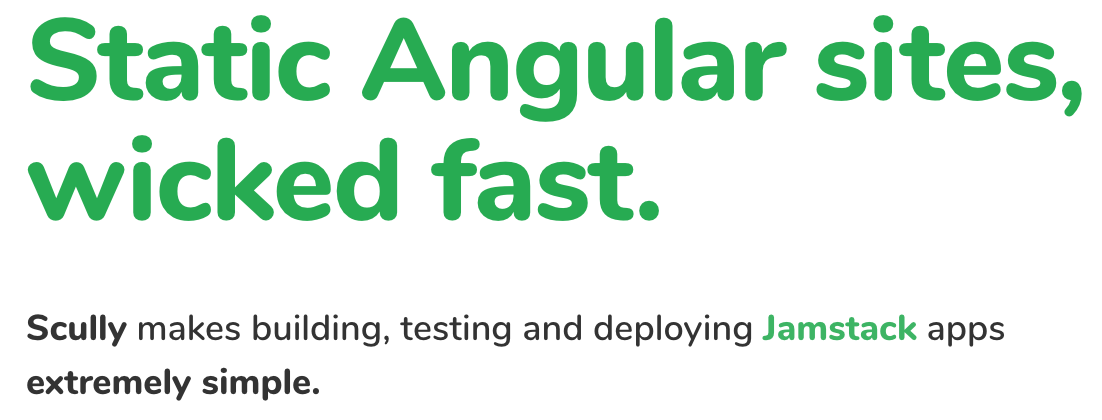 Static Angular sites,
wicked fast.
Scully makes building, testing and deploying Jamstack apps
extremely simple.